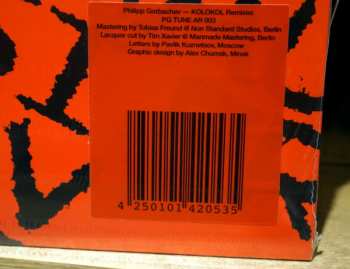 Philipp Gorbachev — KOLOKOL Remixes
PG TUNE AR 003
Mastering by Tobias Freund @ Non Standard Studios, Berlin
Lacquer cut by Tim Xavier @ Manmade Mastering, Berlin
Letters by Pavlik Kuznetsov, Moscow
Graphic design by Alex Chumak, Minsk
4 250101 420535